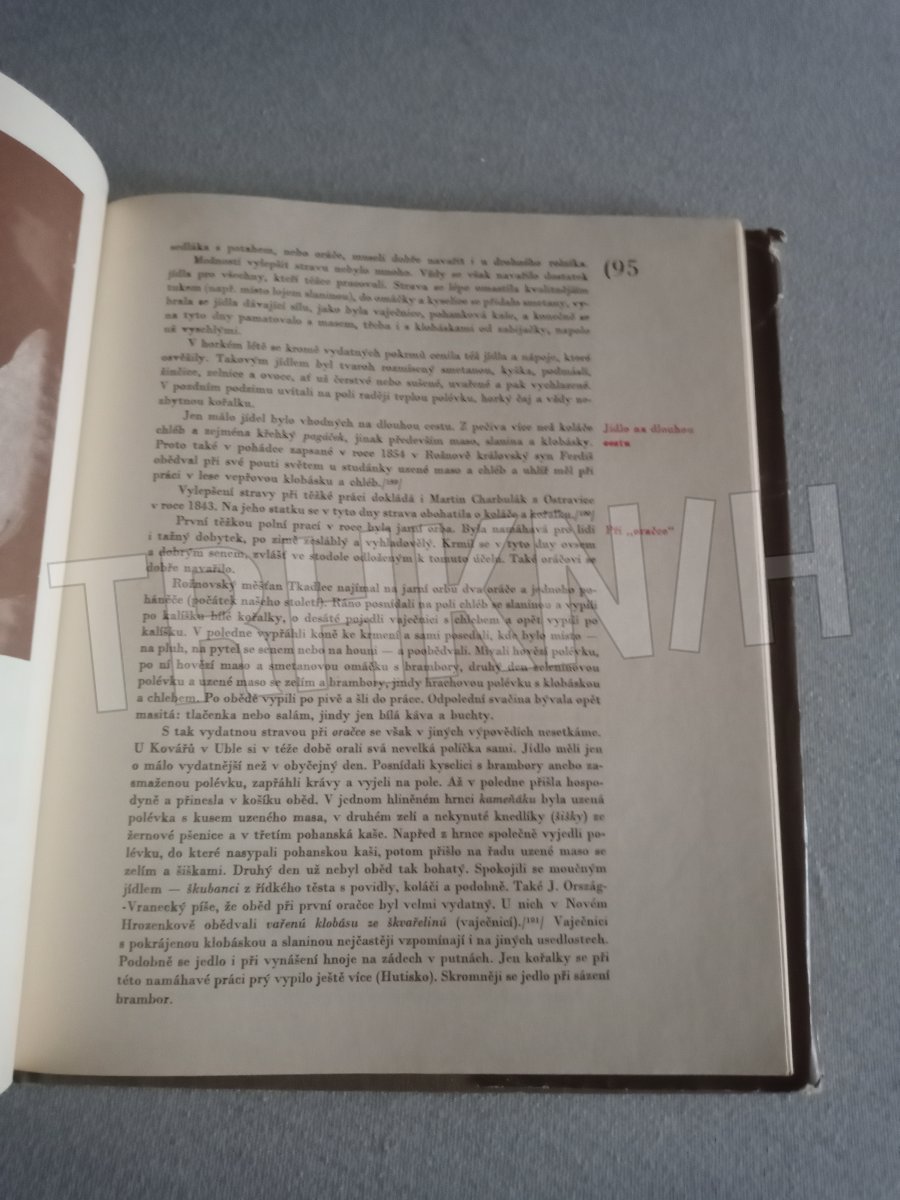 (95
sedláka s potahem, nebo oráče, museli dobře navařit i u drobného rolníka.
Možností vylepšit stravu nebylo mnoho. Vždy se však navařilo dostatek
jídla pro všechny, kteří těžce pracovali. Strava se lépe omastila kvalitnějším
tukem (např. místo lojem slaninou), do omáčky a kyselice se přidalo smetany, vy-
brala se jídla dávající sílu, jako byla vaječnice, pohanková kaše, a konečně se
na tyto dny pamatovalo s masem, třeba i s klobáskami od zabijačky, napolo
už vyschlými.
V horkém létě se kromě vydatných pokrmů cenila též jídla a nápoje, které
osvěžily. Takovým jídlem byl tvaroh rozmísený smetanou, kyška, podmáslí,
žinčice, zelnice a ovoce, ať už čerstvé nebo sušené, uvařené a pak vychlazené.
V pozdním podzimu uvítali na poli raději teplou polévku, horký čaj a vždy ne-
zbytnou kořalku.
Jen málo jídel bylo vhodných na dlouhou cestu. Z pečiva více než koláče
chléb a zejména křehký pagáček, jinak především maso, slanina a klobásky.
Proto také v pohádce zapsané v roce 1854 v Rožnově královský syn Ferdiš
obědval při své pouti světem u studánky uzené maso a chléb a uhlíř měl při
práci v lese vepřovou klobásku a chléb./¹⁸⁹/
Jídlo na dlouhou
cestu
Vylepšení stravy při těžké práci dokládá i Martin Charbulák z Ostravice
v roce 1843. Na jeho statku se v tyto dny strava obohatila o koláče a kořalku./¹⁹⁰/
První těžkou polní prací v roce byla jarní orba. Byla namáhavá pro lidi
i tažný dobytek, po zimě zesláblý a vyhladovělý. Krmil se v tyto dny ovsem
a dobrým senem, zvlášť ve stodole odloženým k tomuto účelu. Také oráčovi se
dobře navařilo.
Při „oračce“
Rožnovský měšťan Tkadlec najímal na jarní orbu dva oráče a jednoho po-
háněče (počátek našeho století). Ráno posnídali na poli chléb se slaninou a vypili
po kalíšku bílé kořalky, o desáté pojedli vaječnici s chlebem a opět vypili po
kalíšku. V poledne vypřáhli koně ke krmení a sami posedali, kde bylo místo —
na pluh, na pytel se senem nebo na houni — a poobědvali. Mívali hovězí polévku,
po ní hovězí maso a smetanovou omáčku s brambory, druhý den zeleninovou
polévku a uzené maso se zelím a brambory, jindy hrachovou polévku s klobáskou
a chlebem. Po obědě vypili po pivě a šli do práce. Odpolední svačina bývala opět
masitá: tlačenka nebo salám, jindy jen bílá káva a buchty.
S tak vydatnou stravou při oračce se však v jiných výpovědích nesetkáme.
U Kovářů v Uble si v téže době orali svá nevelká políčka sami. Jídlo měli jen
o málo vydatnější než v obyčejný den. Posnídali kyselici s brambory anebo za-
smaženou polévku, zapřáhli krávy a vyjeli na pole. Až v poledne přišla hospo-
dyně a přinesla v košíku oběd. V jednom hliněném hrnci kameňáku byla uzená
polévka s kusem uzeného masa, v druhém zelí a nekynuté knedlíky (šišky) ze
žernové pšenice a v třetím pohanská kaše. Napřed z hrnce společně vyjedli po-
lévku, do které nasypali pohanskou kaši, potom přišlo na řadu uzené maso se
zelím a šiškami. Druhý den už nebyl oběd tak bohatý. Spokojili se moučným
jídlem — škubanci z řídkého těsta s povidly, koláči a podobně. Také J. Ország-
-Vranecký píše, že oběd při první oračce byl velmi vydatný. U nich v Novém
Hrozenkově obědvali vařenú klobásu ze škvařelinú (vaječnicí)./¹⁹¹/ Vaječnici
s pokrájenou klobáskou a slaninou nejčastěji vzpomínají i na jiných usedlostech.
Podobně se jedlo i při vynášení hnoje na zádech v putnách. Jen kořalky se při
této namáhavé práci prý vypilo ještě více (Hutisko). Skromněji se jedlo při sázení
brambor.